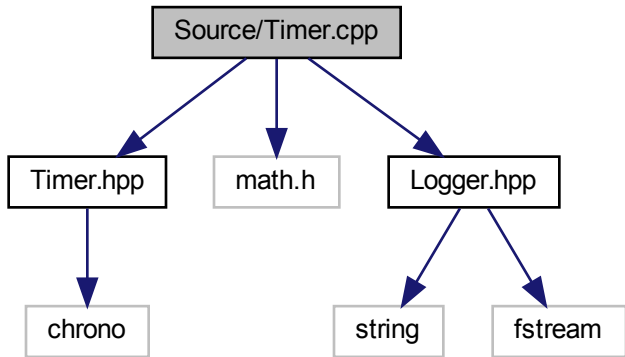 Source/Timer.cpp
Timer.hpp
math.h
Logger.hpp
chrono
string
fstream